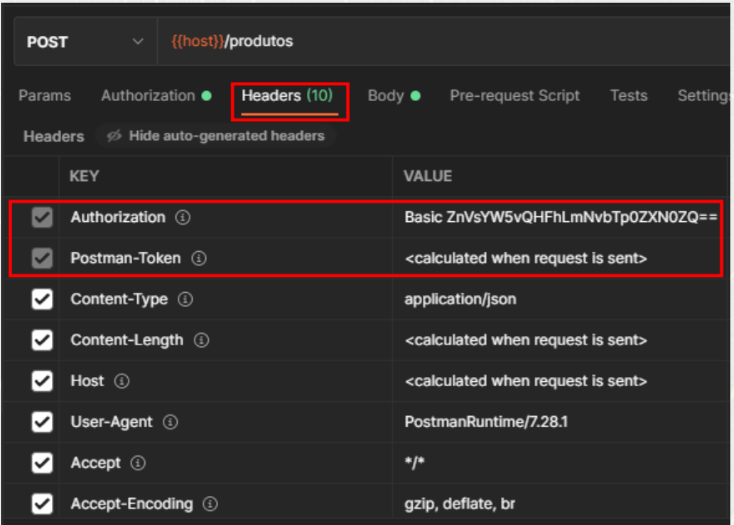 POST {{host}}/produtos
Params Authorization Headers (10) Body Pre-request Script Tests Settings
Headers Hide auto-generated headers
KEY VALUE
Authorization Basic ZnVsYW5vQHFhLmNvbTp0ZXN0ZQ==
Postman-Token <calculated when request is sent>
Content-Type application/json
Content-Length <calculated when request is sent>
Host <calculated when request is sent>
User-Agent PostmanRuntime/7.28.1
Accept */*
Accept-Encoding gzip, deflate, br